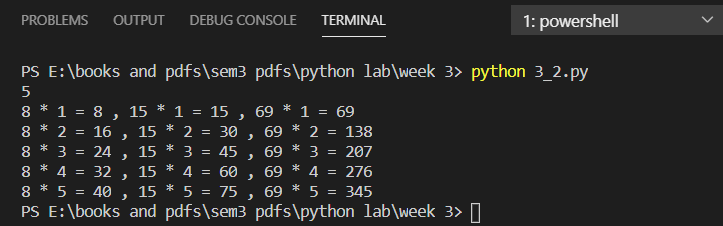 PROBLEMS OUTPUT DEBUG CONSOLE TERMINAL 1: powershell
PS E:\books and pdfs\sem3 pdfs\python lab\week 3> python 3_2.py
5
8 * 1 = 8 , 15 * 1 = 15 , 69 * 1 = 69
8 * 2 = 16 , 15 * 2 = 30 , 69 * 2 = 138
8 * 3 = 24 , 15 * 3 = 45 , 69 * 3 = 207
8 * 4 = 32 , 15 * 4 = 60 , 69 * 4 = 276
8 * 5 = 40 , 15 * 5 = 75 , 69 * 5 = 345
PS E:\books and pdfs\sem3 pdfs\python lab\week 3>